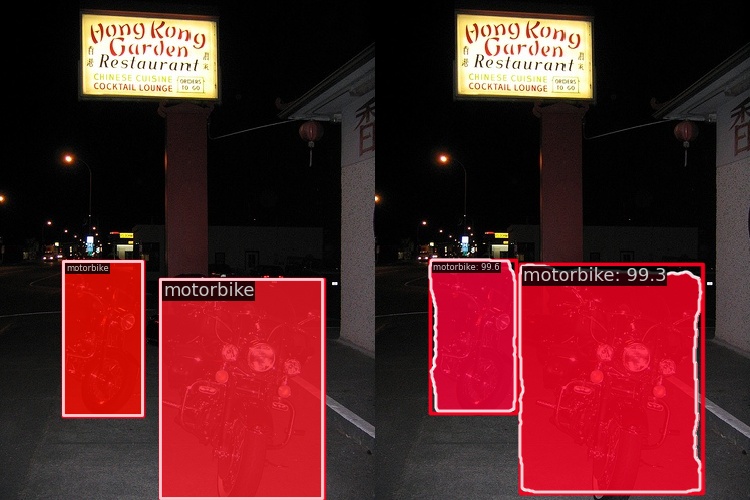 Hong Kong
Garden
Restaurant
CHINESE CUISINE
COCKTAIL LOUNGE
ORDERS
TO GO
motorbike
motorbike
Hong Kong
Garden
Restaurant
CHINESE CUISINE
COCKTAIL LOUNGE
ORDERS
TO GO
香
motorbike: 99.6
motorbike: 99.3